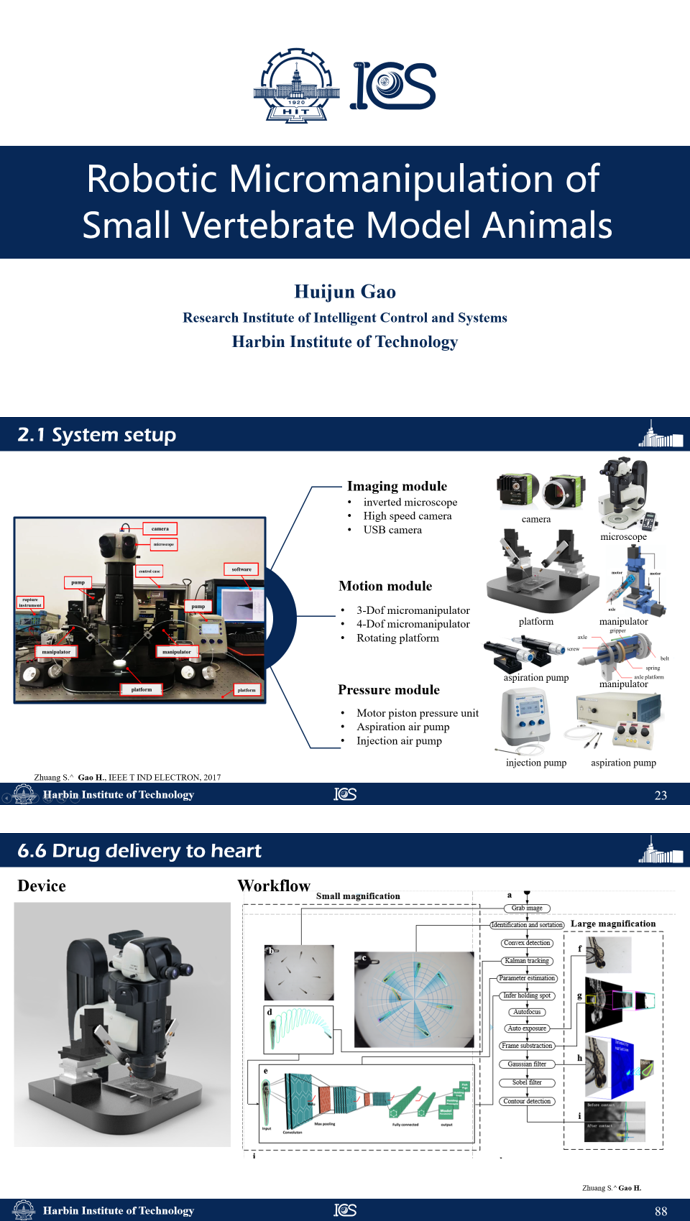 1920
HIT
ICS
Robotic Micromanipulation of
Small Vertebrate Model Animals
Huijun Gao
Research Institute of Intelligent Control and Systems
Harbin Institute of Technology
2.1 System setup
camera
microscope
control case
software
pump
rupture
instrument
pump
manipulator
manipulator
platform
platform
Imaging module
• inverted microscope
• High speed camera
• USB camera
Motion module
• 3-Dof micromanipulator
• 4-Dof micromanipulator
• Rotating platform
Pressure module
• Motor piston pressure unit
• Aspiration air pump
• Injection air pump
camera
microscope
motor
motor
axle
platform
manipulator
gripper
axle
screw
belt
spring
axle platform
aspiration pump
manipulator
injection pump
aspiration pump
Zhuang S.^ Gao H., IEEE T IND ELECTRON, 2017
Harbin Institute of Technology
ICS
23
6.6 Drug delivery to heart
Device
Workflow
Small magnification
a
Grab image
Identification and sortation
Large magnification
Convex detection
Kalman tracking
Parameter estimation
Infer holding spot
Autofocus
Auto exposure
Frame substraction
Gaussian filter
Sobel filter
Contour detection
b
c
d
e
f
g
h
i
Input
Convolution
Max pooling
Fully connected
output
Before contact
After contact
Zhuang S.^ Gao H.
Harbin Institute of Technology
ICS
88